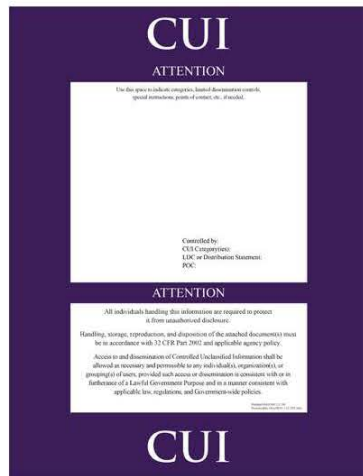 CUI
ATTENTION
Use this space to indicate categories, limited dissemination controls,
special instructions, points of contact, etc., if needed.
Controlled by:
CUI Category(ies):
LDC or Distribution Statement:
POC:
ATTENTION
All individuals handling this information are required to protect
it from unauthorized disclosure.
Handling, storage, reproduction, and disposition of the attached document(s) must
be in accordance with 32 CFR Part 2002 and applicable agency policy.
Access to and dissemination of Controlled Unclassified Information shall be
allowed as necessary and permissible to any individual(s), organization(s), or
grouping(s) of users, provided such access or dissemination is consistent with or in
furtherance of a Lawful Government Purpose and in a manner consistent with
applicable law, regulations, and Government-wide policies.
CUI